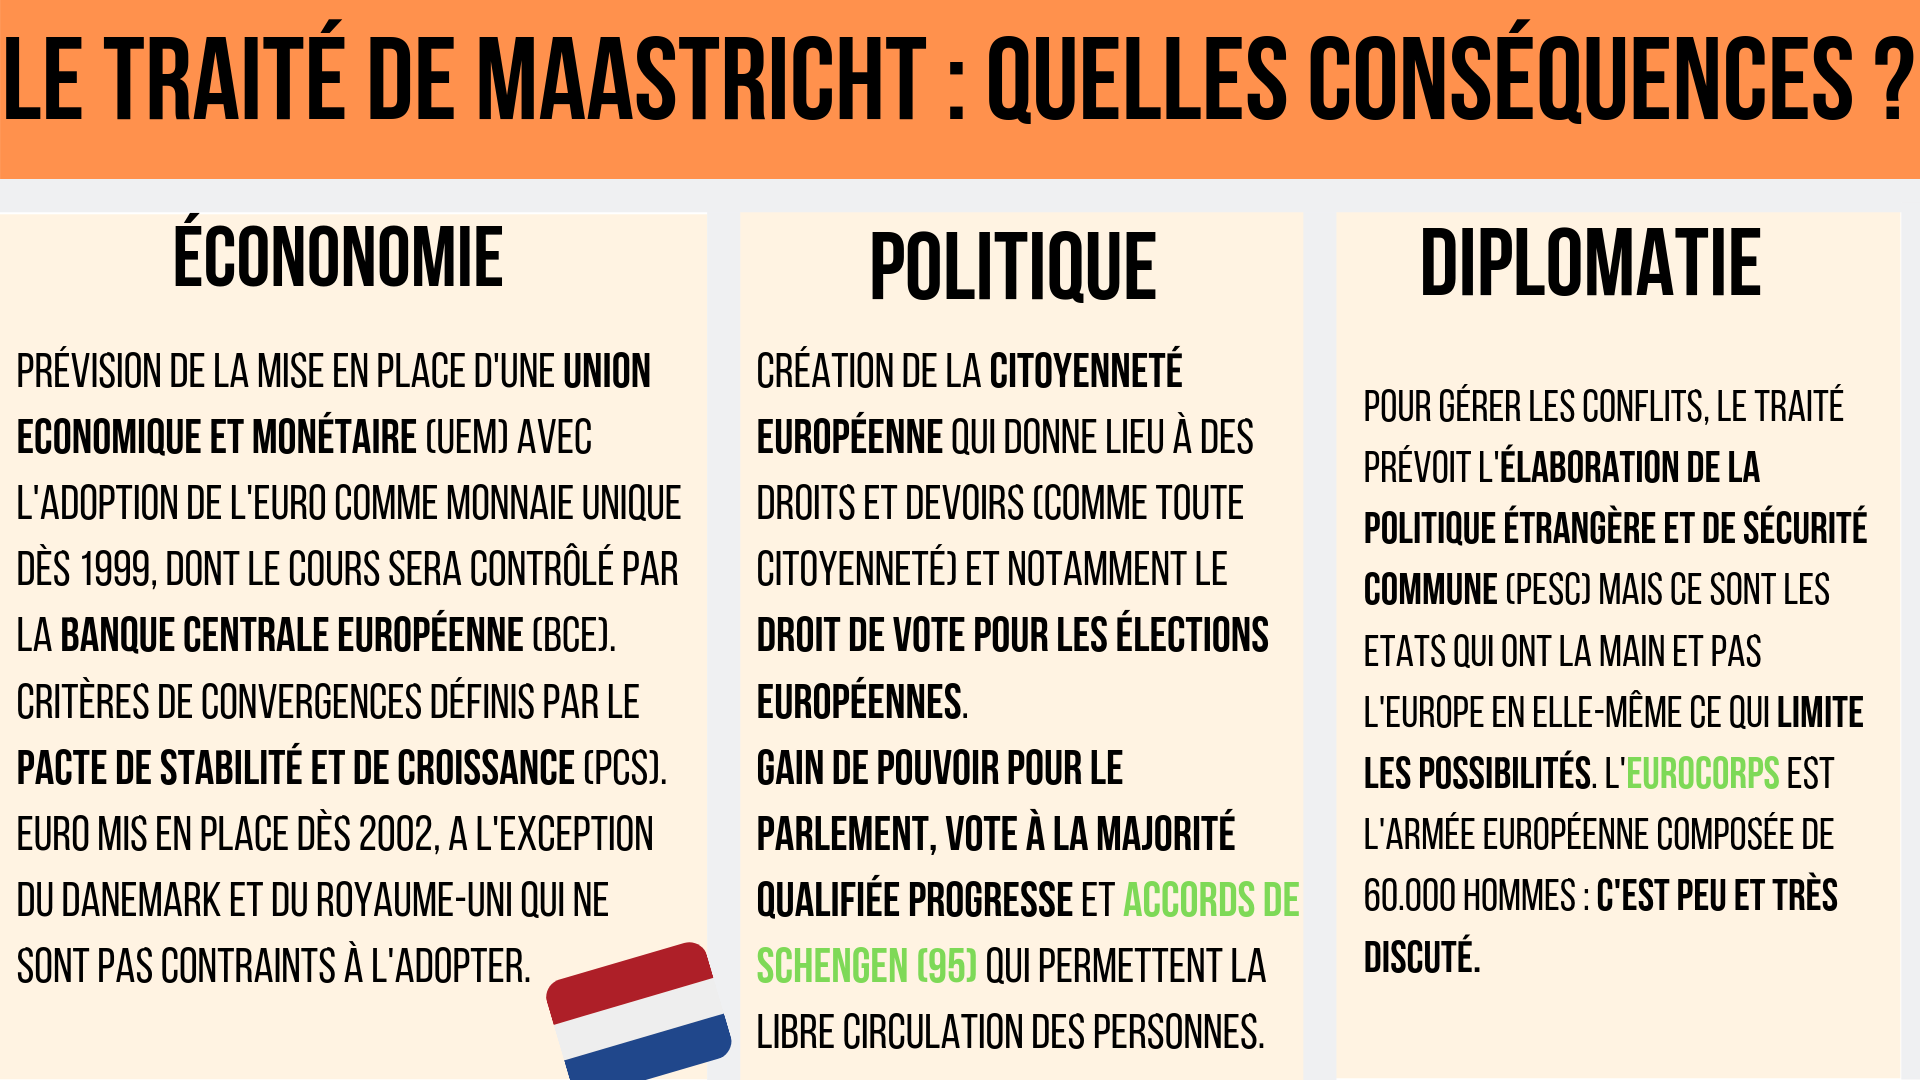 LE TRAITÉ DE MAASTRICHT : QUELLES CONSÉQUENCES ?
ÉCONONOMIE
PRÉVISION DE LA MISE EN PLACE D'UNE UNION
ECONOMIQUE ET MONÉTAIRE (UEM) AVEC
L'ADOPTION DE L'EURO COMME MONNAIE UNIQUE
DÈS 1999, DONT LE COURS SERA CONTRÔLÉ PAR
LA BANQUE CENTRALE EUROPÉENNE (BCE).
CRITÈRES DE CONVERGENCES DÉFINIS PAR LE
PACTE DE STABILITÉ ET DE CROISSANCE (PCS).
EURO MIS EN PLACE DÈS 2002, A L'EXCEPTION
DU DANEMARK ET DU ROYAUME-UNI QUI NE
SONT PAS CONTRAINTS À L'ADOPTER.
POLITIQUE
CRÉATION DE LA CITOYENNETÉ
EUROPÉENNE QUI DONNE LIEU À DES
DROITS ET DEVOIRS (COMME TOUTE
CITOYENNETÉ) ET NOTAMMENT LE
DROIT DE VOTE POUR LES ÉLECTIONS
EUROPÉENNES.
GAIN DE POUVOIR POUR LE
PARLEMENT, VOTE À LA MAJORITÉ
QUALIFIÉE PROGRESSE ET ACCORDS DE
SCHENGEN (95) QUI PERMETTENT LA
LIBRE CIRCULATION DES PERSONNES.
DIPLOMATIE
POUR GÉRER LES CONFLITS, LE TRAITÉ
PRÉVOIT L'ÉLABORATION DE LA
POLITIQUE ÉTRANGÈRE ET DE SÉCURITÉ
COMMUNE (PESC) MAIS CE SONT LES
ETATS QUI ONT LA MAIN ET PAS
L'EUROPE EN ELLE-MÊME CE QUI LIMITE
LES POSSIBILITÉS. L'EUROCORPS EST
L'ARMÉE EUROPÉENNE COMPOSÉE DE
60.000 HOMMES : C'EST PEU ET TRÈS
DISCUTÉ.